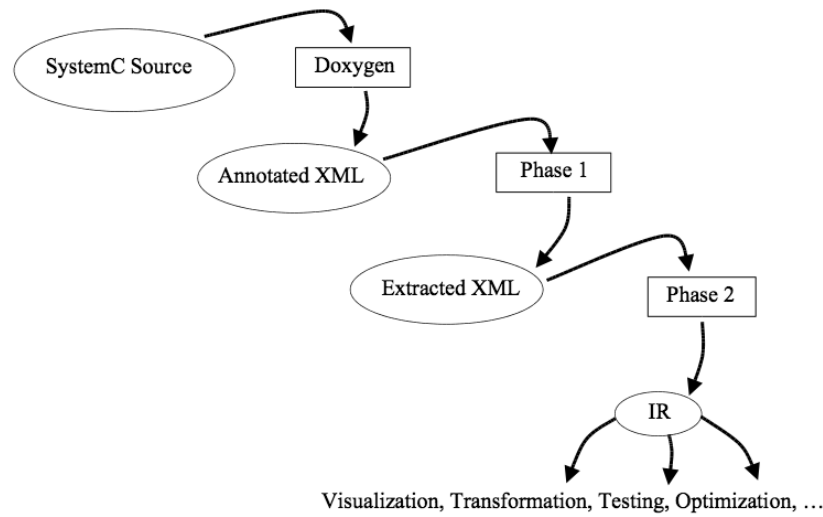 SystemC Source
Doxygen
Annotated XML
Phase 1
Extracted XML
Phase 2
IR
Visualization, Transformation, Testing, Optimization, …